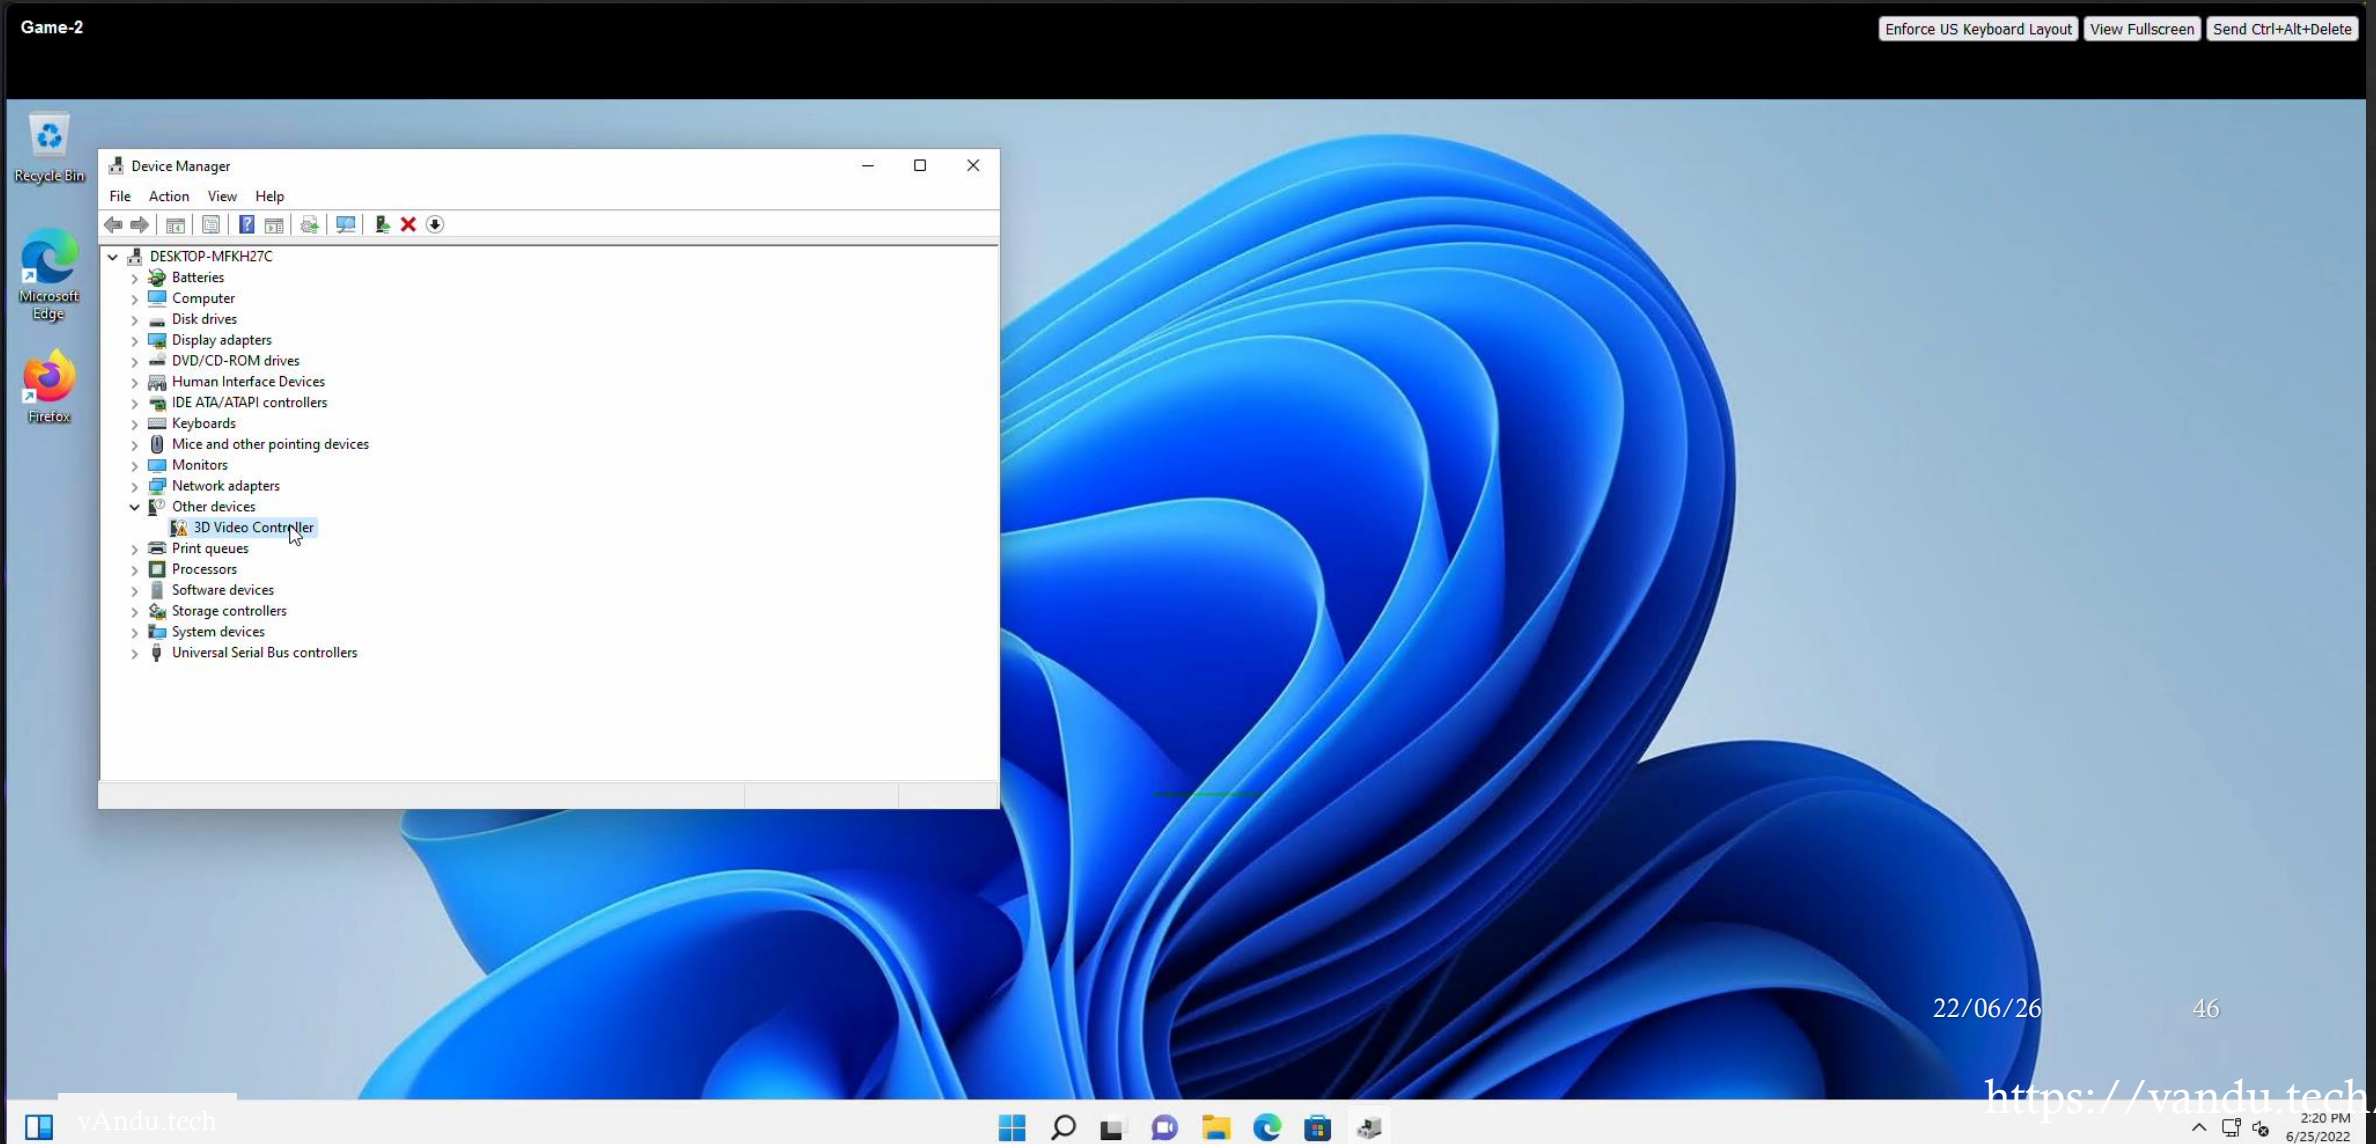 Game-2
Enforce US Keyboard Layout
View Fullscreen
Send Ctrl+Alt+Delete
Recycle Bin
Microsoft
Edge
Firefox
Device Manager
File Action View Help
DESKTOP-MFKH27C
Batteries
Computer
Disk drives
Display adapters
DVD/CD-ROM drives
Human Interface Devices
IDE ATA/ATAPI controllers
Keyboards
Mice and other pointing devices
Monitors
Network adapters
Other devices
3D Video Controller
Print queues
Processors
Software devices
Storage controllers
System devices
Universal Serial Bus controllers
22/06/26
46
https://vandu.tech/
vAndu.tech
2:20 PM
6/25/2022